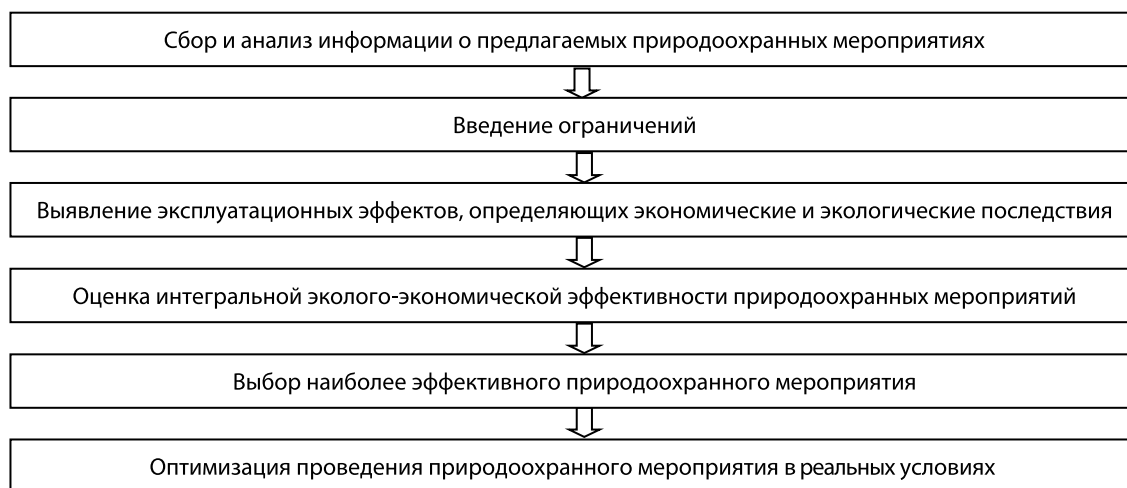 Сбор и анализ информации о предлагаемых природоохранных мероприятиях
Введение ограничений
Выявление эксплуатационных эффектов, определяющих экономические и экологические последствия
Оценка интегральной эколого-экономической эффективности природоохранных мероприятий
Выбор наиболее эффективного природоохранного мероприятия
Оптимизация проведения природоохранного мероприятия в реальных условиях